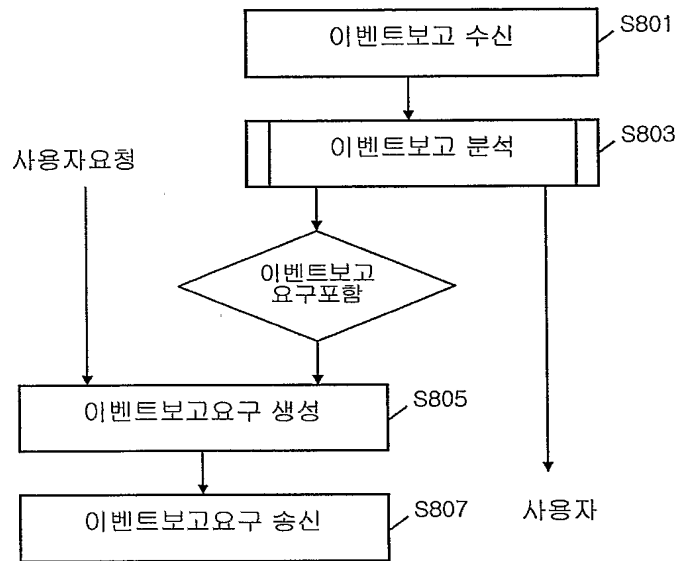 이벤트보고 수신
S801
이벤트보고 분석
S803
사용자요청
이벤트보고
요구포함
이벤트보고요구 생성
S805
이벤트보고요구 송신
S807
사용자